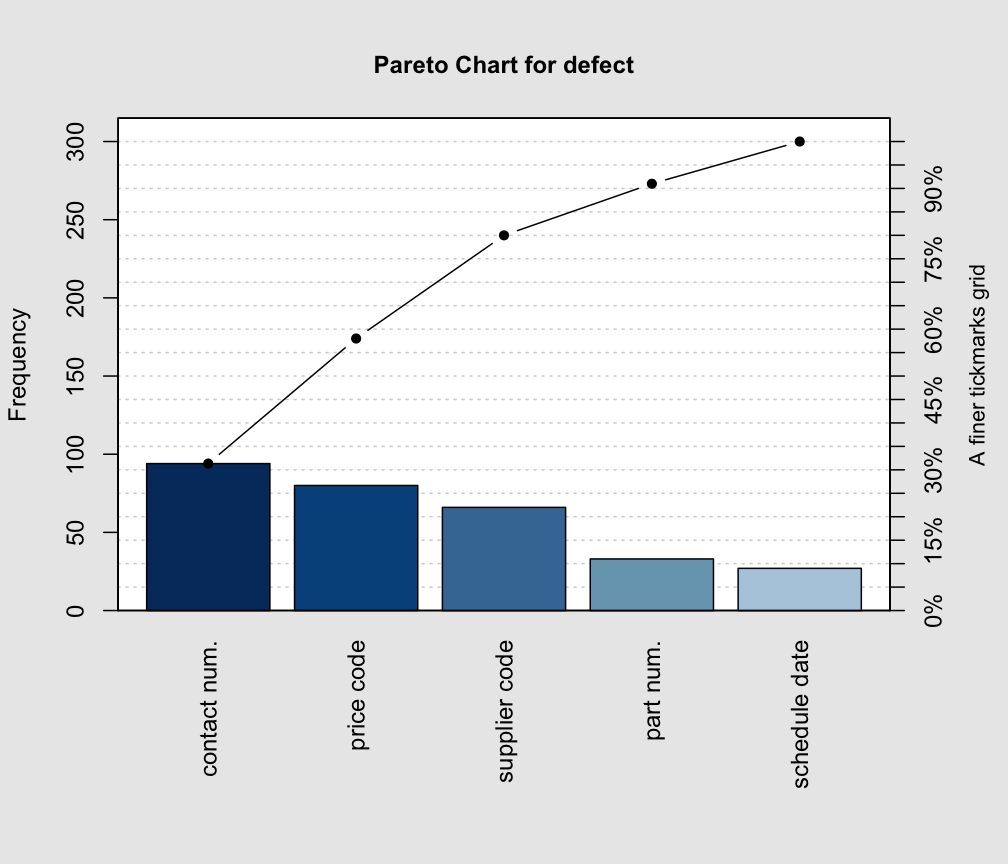 Pareto Chart for defect
Frequency
300
250
200
150
100
50
0
90%
75%
60%
45%
30%
15%
0%
A finer tickmarks grid
contact num.
price code
supplier code
part num.
schedule date